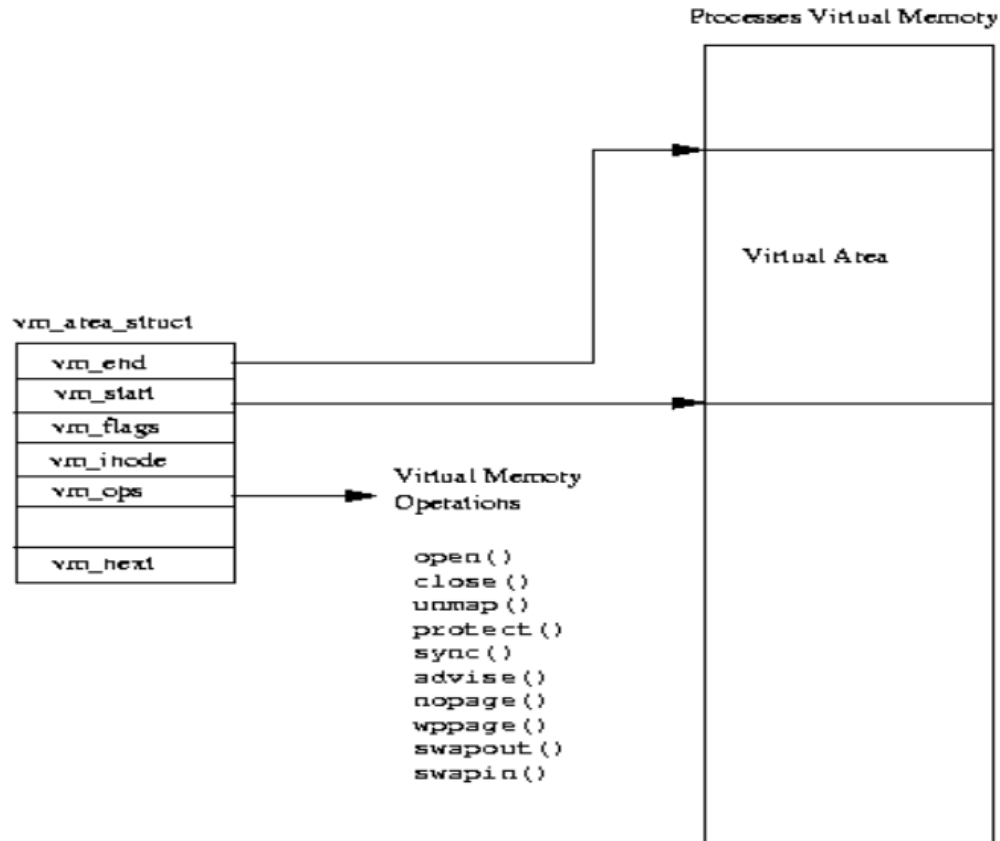 Processes Virtual Memory
Virtual Area
vm_area_struct
vm_end
vm_start
vm_flags
vm_inode
vm_ops
vm_next
Virtual Memory
Operations
open()
close()
unmap()
protect()
sync()
advise()
nopage()
wppage()
swapout()
swapin()